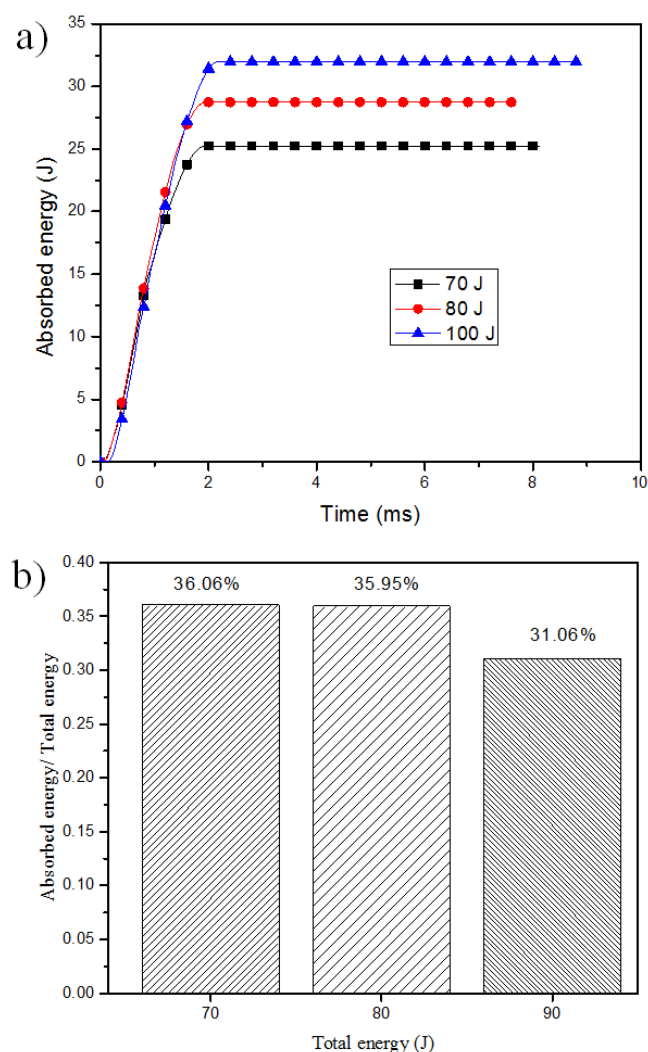 a)
35
30
25
20
15
10
5
0
Absorbed energy (J)
70 J
80 J
100 J
0 2 4 6 8 10
Time (ms)
b)
0.40
0.35
0.30
0.25
0.20
0.15
0.10
0.05
0.00
Absorbed energy/ Total energy
36.06% 35.95% 31.06%
70 80 90
Total energy (J)